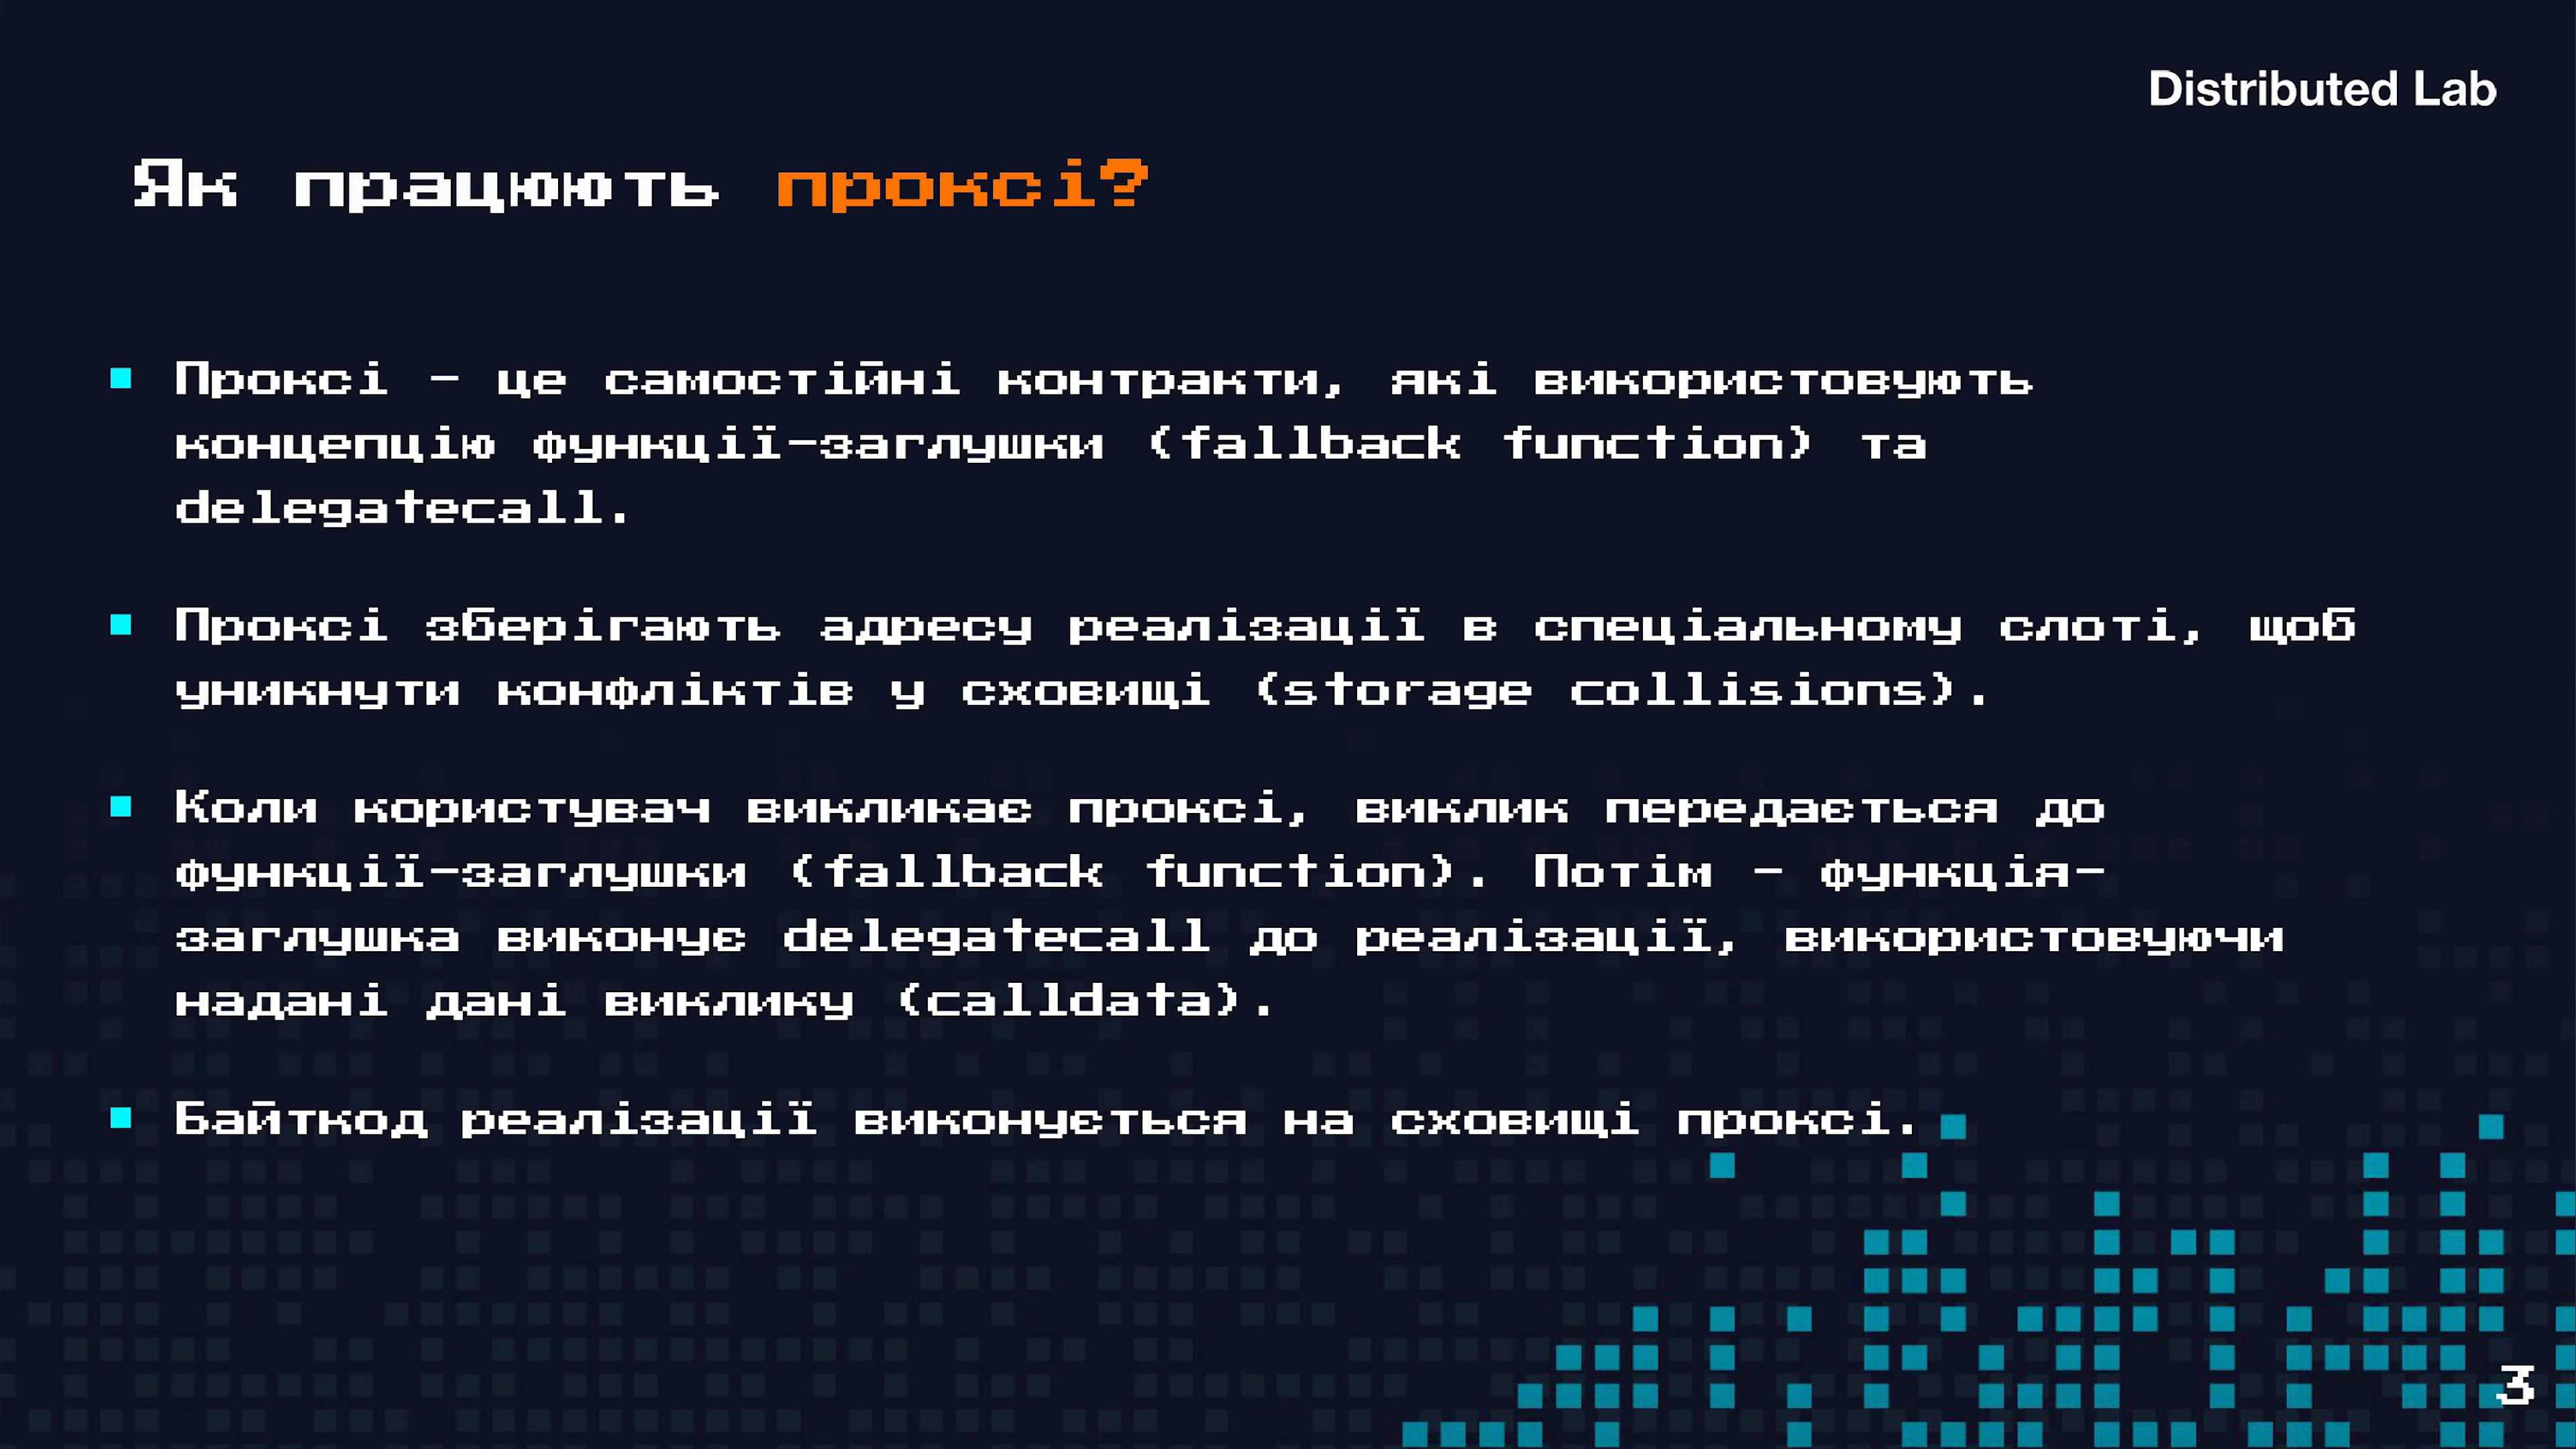 Distributed Lab
Як працюють проксі?
Проксі – це самостійні контракти, які використовують
концепцію функції-заглушки (fallback function) та
delegatecall.
Проксі зберігають адресу реалізації в спеціальному слоті, щоб
уникнути конфліктів у сховищі (storage collisions).
Коли користувач викликає проксі, виклик передається до
функції-заглушки (fallback function). Потім – функція-
заглушка виконує delegatecall до реалізації, використовуючи
надані дані виклику (calldata).
Байткод реалізації виконується на сховищі проксі.
3